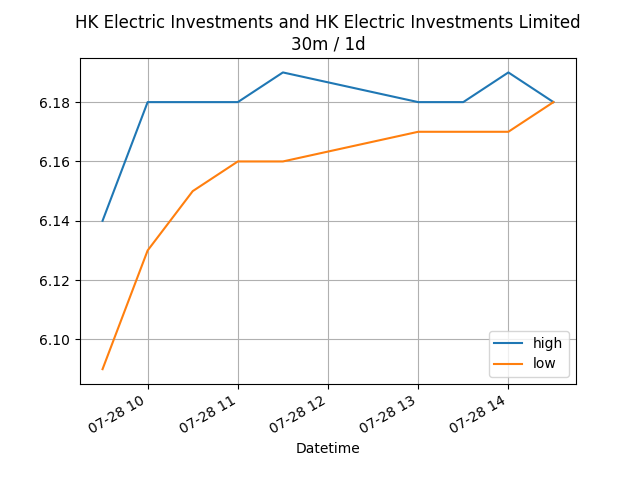 HK Electric Investments and HK Electric Investments Limited
30m / 1d
6.18
6.16
6.14
6.12
6.10
high
low
07-28 10
07-28 11
07-28 12
07-28 13
07-28 14
Datetime